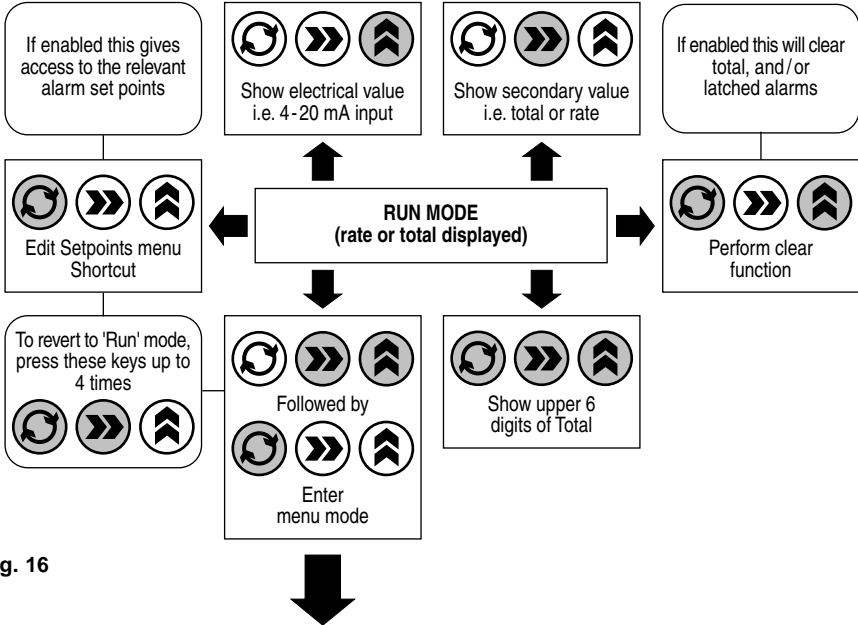 If enabled this gives
access to the relevant
alarm set points
Show electrical value
i.e. 4-20 mA input
Show secondary value
i.e. total or rate
If enabled this will clear
total, and/or
latched alarms
Edit Setpoints menu
Shortcut
RUN MODE
(rate or total displayed)
Perform clear
function
To revert to 'Run' mode,
press these keys up to
4 times
Followed by
Enter
menu mode
Show upper 6
digits of Total
g. 16